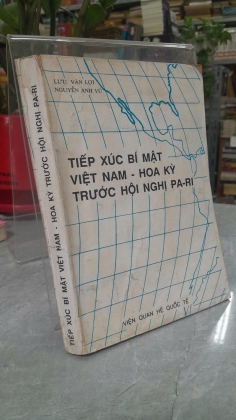 LƯU VĂN LỢI
NGUYỄN ANH VŨ
TIẾP XÚC BÍ MẬT
VIỆT NAM - HOA KỲ
TRƯỚC HỘI NGHỊ PA-RI
VIỆN QUAN HỆ QUỐC TẾ
TIẾP XÚC BÍ MẬT VIỆT NAM - HOA KỲ TRƯỚC HỘI NGHỊ PA-RI